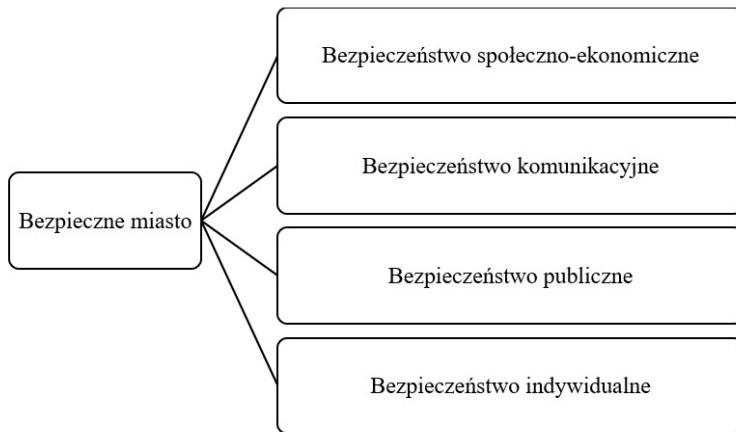 Bezpieczeństwo społeczno-ekonomiczne
Bezpieczeństwo komunikacyjne
Bezpieczne miasto
Bezpieczeństwo publiczne
Bezpieczeństwo indywidualne